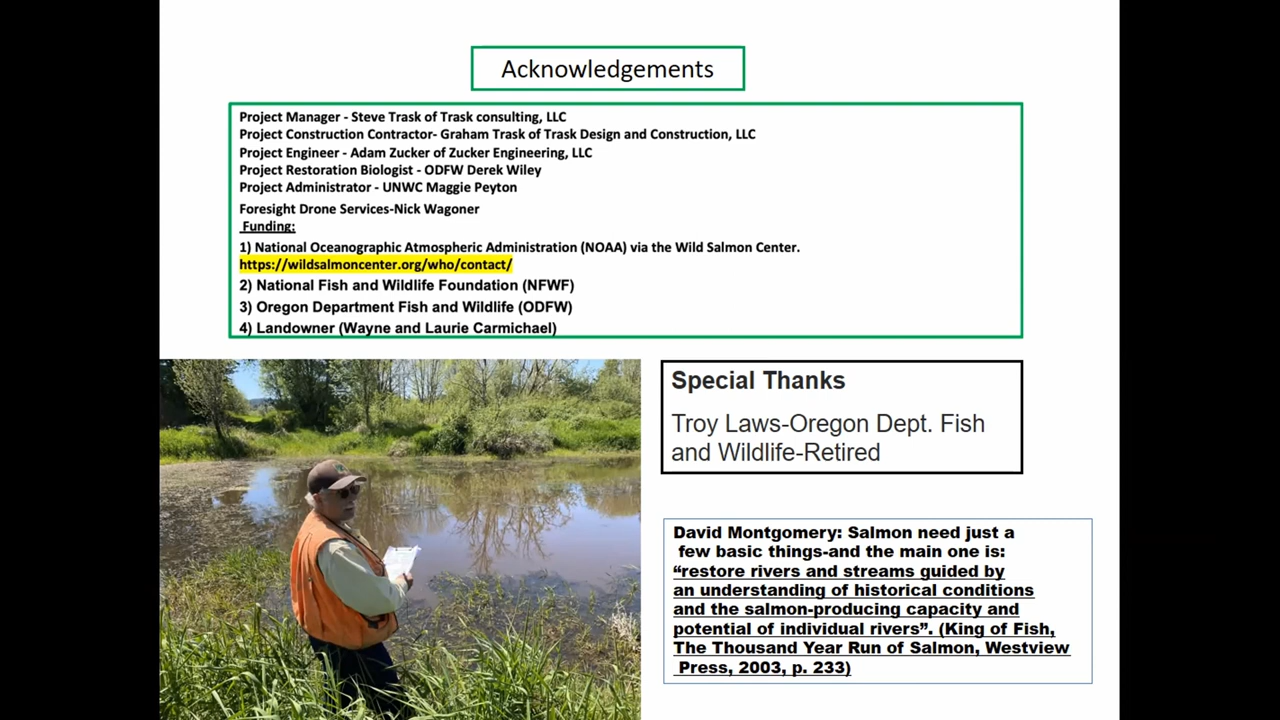 Acknowledgements
Project Manager - Steve Trask of Trask consulting, LLC
Project Construction Contractor- Graham Trask of Trask Design and Construction, LLC
Project Engineer - Adam Zucker of Zucker Engineering, LLC
Project Restoration Biologist - ODFW Derek Wiley
Project Administrator - UNWC Maggie Peyton
Foresight Drone Services-Nick Wagoner
Funding:
1) National Oceanographic Atmospheric Administration (NOAA) via the Wild Salmon Center.
https://wildsalmoncenter.org/who/contact/
2) National Fish and Wildlife Foundation (NFWF)
3) Oregon Department Fish and Wildlife (ODFW)
4) Landowner (Wayne and Laurie Carmichael)
Special Thanks
Troy Laws-Oregon Dept. Fish
and Wildlife-Retired
David Montgomery: Salmon need just a
few basic things-and the main one is:
“restore rivers and streams guided by
an understanding of historical conditions
and the salmon-producing capacity and
potential of individual rivers”. (King of Fish,
The Thousand Year Run of Salmon, Westview
Press, 2003, p. 233)